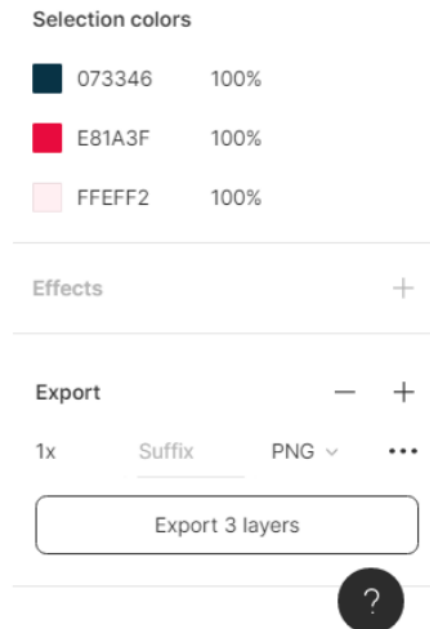 Selection colors
073346 100%
E81A3F 100%
FFEFF2 100%
Effects +
Export — +
1x Suffix PNG •••
Export 3 layers
?